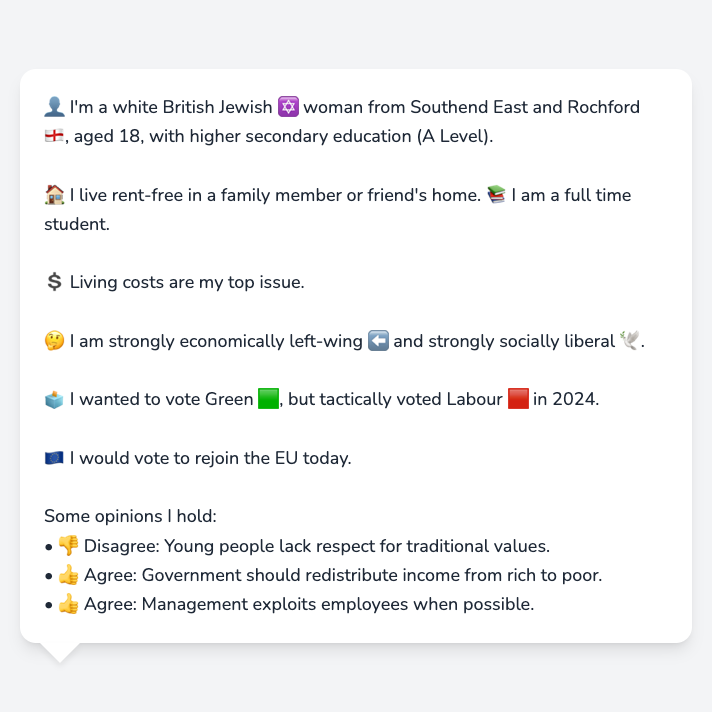 👤 I'm a white British Jewish ✡️ woman from Southend East and Rochford
🏴󠁧󠁢󠁥󠁮󠁧󠁿, aged 18, with higher secondary education (A Level).
🏠 I live rent-free in a family member or friend's home. 📚 I am a full time
student.
💲 Living costs are my top issue.
🤔 I am strongly economically left-wing ⬅️ and strongly socially liberal 🕊️.
🗳️ I wanted to vote Green 🟩, but tactically voted Labour 🟥 in 2024.
🇪🇺 I would vote to rejoin the EU today.
Some opinions I hold:
• 👎 Disagree: Young people lack respect for traditional values.
• 👍 Agree: Government should redistribute income from rich to poor.
• 👍 Agree: Management exploits employees when possible.